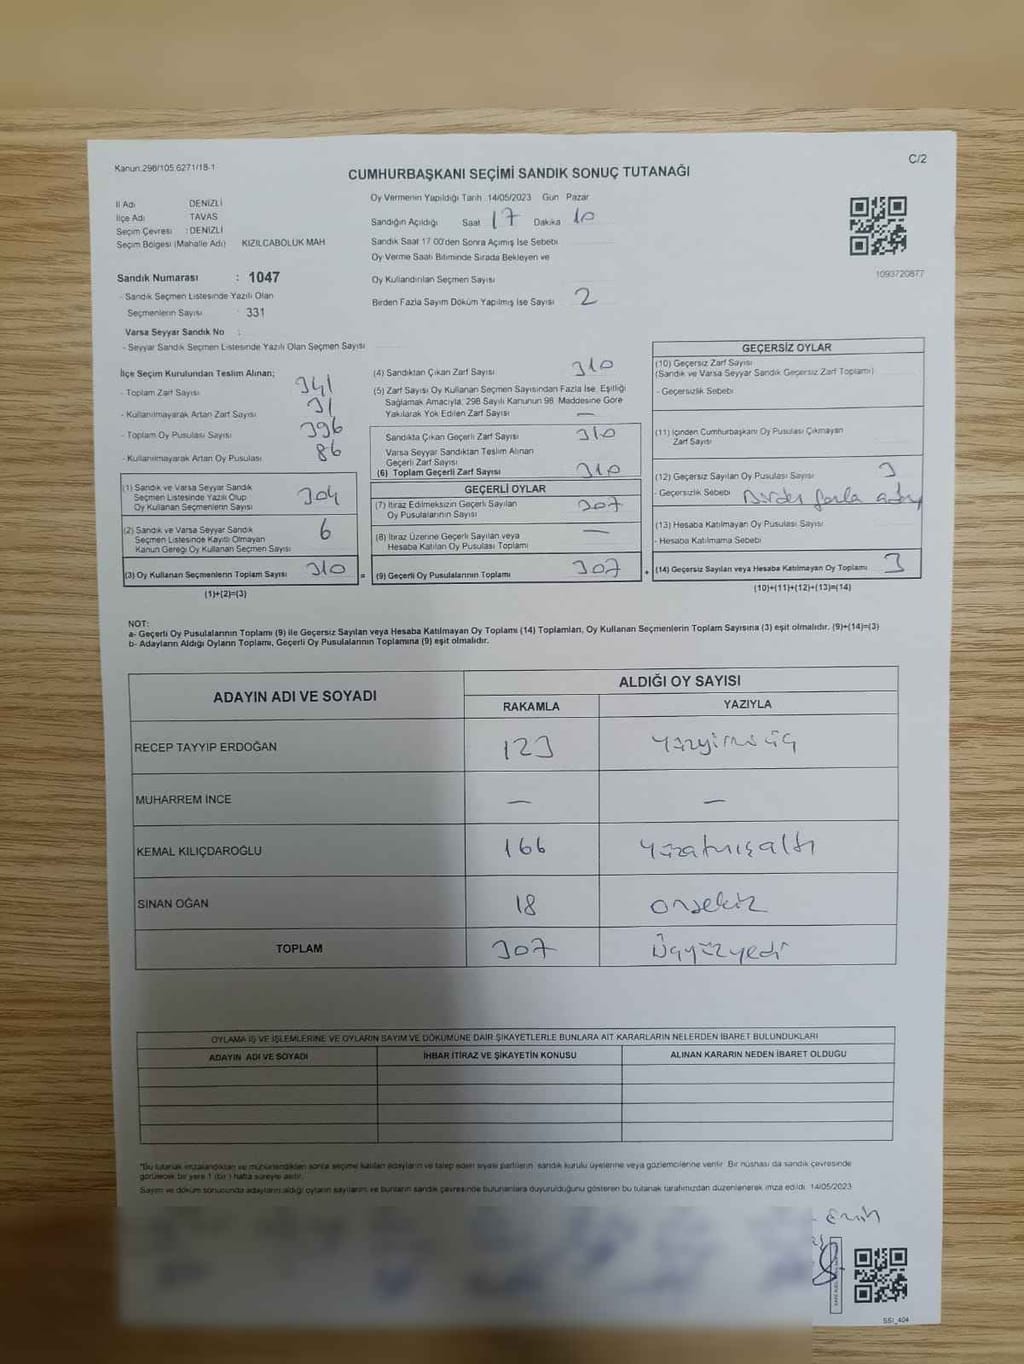 Kanun.298/105.6271/18-1
C/2
CUMHURBAŞKANI SEÇİMİ SANDIK SONUÇ TUTANAĞI
İl Adı DENİZLİ
İlçe Adı TAVAS
Seçim Çevresi : DENİZLİ
Seçim Bölgesi (Mahalle Adı) KIZILCABOLUK MAH
Sandık Numarası : 1047
- Sandık Seçmen Listesinde Yazılı Olan
Seçmenlerin Sayısı 331
Varsa Seyyar Sandık No :
- Seyyar Sandık Seçmen Listesinde Yazılı Olan Seçmen Sayısı
Oy Vermenin Yapıldığı Tarih 14/05/2023 Gün Pazar
Sandığın Açıldığı Saat 17 Dakika 10
Sandık Saat 17 00'den Sonra Açımış İse Sebebi
Oy Verme Saati Bitiminde Sırada Bekleyen ve
Oy Kullandırılan Seçmen Sayısı
Birden Fazla Sayım Döküm Yapılmış İse Sayısı 2
1093720877
İlçe Seçim Kurulundan Teslim Alınan;
- Toplam Zarf Sayısı 341
- Kullanılmayarak Artan Zarf Sayısı 31
- Toplam Oy Pusulası Sayısı 396
- Kullanılmayarak Artan Oy Pusulası 86
(1) Sandık ve Varsa Seyyar Sandık
Seçmen Listesinde Yazılı Olup
Oy Kullanan Seçmenlerin Sayısı 304
(2) Sandık ve Varsa Seyyar Sandık
Seçmen Listesinde Kayıtlı Olmayan
Kanun Gereği Oy Kullanan Seçmen Sayısı 6
(3) Oy Kullanan Seçmenlerin Toplam Sayısı 310 =
(1)+(2)=(3)
(4) Sandıktan Çıkan Zarf Sayısı 310
(5) Zarf Sayısı Oy Kullanan Seçmen Sayısından Fazla İse, Eşitliği
Sağlamak Amacıyla, 298 Sayılı Kanunun 98. Maddesine Göre
Yakılarak Yok Edilen Zarf Sayısı —
Sandıkta Çıkan Geçerli Zarf Sayısı 310
Varsa Seyyar Sandıktan Teslim Alınan
Geçerli Zarf Sayısı
(6) Toplam Geçerli Zarf Sayısı 310
GEÇERLİ OYLAR
(7) İtiraz Edilmeksizin Geçerli Sayılan
Oy Pusulalarının Sayısı 307
(8) İtiraz Üzerine Geçerli Sayılan veya
Hesaba Katılan Oy Pusulası Toplamı —
(9) Geçerli Oy Pusulalarının Toplamı 307 +
GEÇERSİZ OYLAR
(10) Geçersiz Zarf Sayısı
(Sandık ve Varsa Seyyar Sandık Geçersiz Zarf Toplamı)
- Geçersizlik Sebebi
(11) İçinden Cumhurbaşkanı Oy Pusulası Çıkmayan
Zarf Sayısı
(12) Geçersiz Sayılan Oy Pusulası Sayısı 3
- Geçersizlik Sebebi Birden fazla adaya
(13) Hesaba Katılmayan Oy Pusulası Sayısı
- Hesaba Katılmama Sebebi
(14) Geçersiz Sayılan veya Hesaba Katılmayan Oy Toplamı 3
(10)+(11)+(12)+(13)=(14)
NOT:
a- Geçerli Oy Pusulalarının Toplamı (9) ile Geçersiz Sayılan veya Hesaba Katılmayan Oy Toplamı (14) Toplamları, Oy Kullanan Seçmenlerin Toplam Sayısına (3) eşit olmalıdır. (9)+(14)=(3)
b- Adayların Aldığı Oyların Toplamı, Geçerli Oy Pusulalarının Toplamına (9) eşit olmalıdır.
ADAYIN ADI VE SOYADI ALDIĞI OY SAYISI
RAKAMLA YAZIYLA
RECEP TAYYIP ERDOĞAN 123 yüzyirmiüç
MUHARREM İNCE — —
KEMAL KILIÇDAROĞLU 166 yüzatmışaltı
SINAN OĞAN 18 onsekiz
TOPLAM 307 Üçyüzyedi
OYLAMA İŞ VE İŞLEMLERİNE VE OYLARIN SAYIM VE DÖKÜMÜNE DAİR ŞİKAYETLERLE BUNLARA AİT KARARLARIN NELERDEN İBARET BULUNDUKLARI
ADAYIN ADI VE SOYADI İHBAR İTİRAZ VE ŞİKAYETİN KONUSU ALINAN KARARIN NEDEN İBARET OLDUĞU
*Bu tutanak imzalandıktan ve mühürlendikten sonra seçime katılan adayların ve talep eden siyasi partilerin sandık kurulu üyelerine veya gözlemcilerine verilir. Bir nüshası da sandık çevresinde
görülecek bir yere 1 (bir) hafta süreyle asılır.
Sayım ve döküm sonucunda adayların aldığı oyların sayılarını ve bunların sandık çevresinde bulunanlara duyurulduğunu gösteren bu tutanak tarafımızdan düzenlenerek imza edildi. 14/05/2023
SSI_404